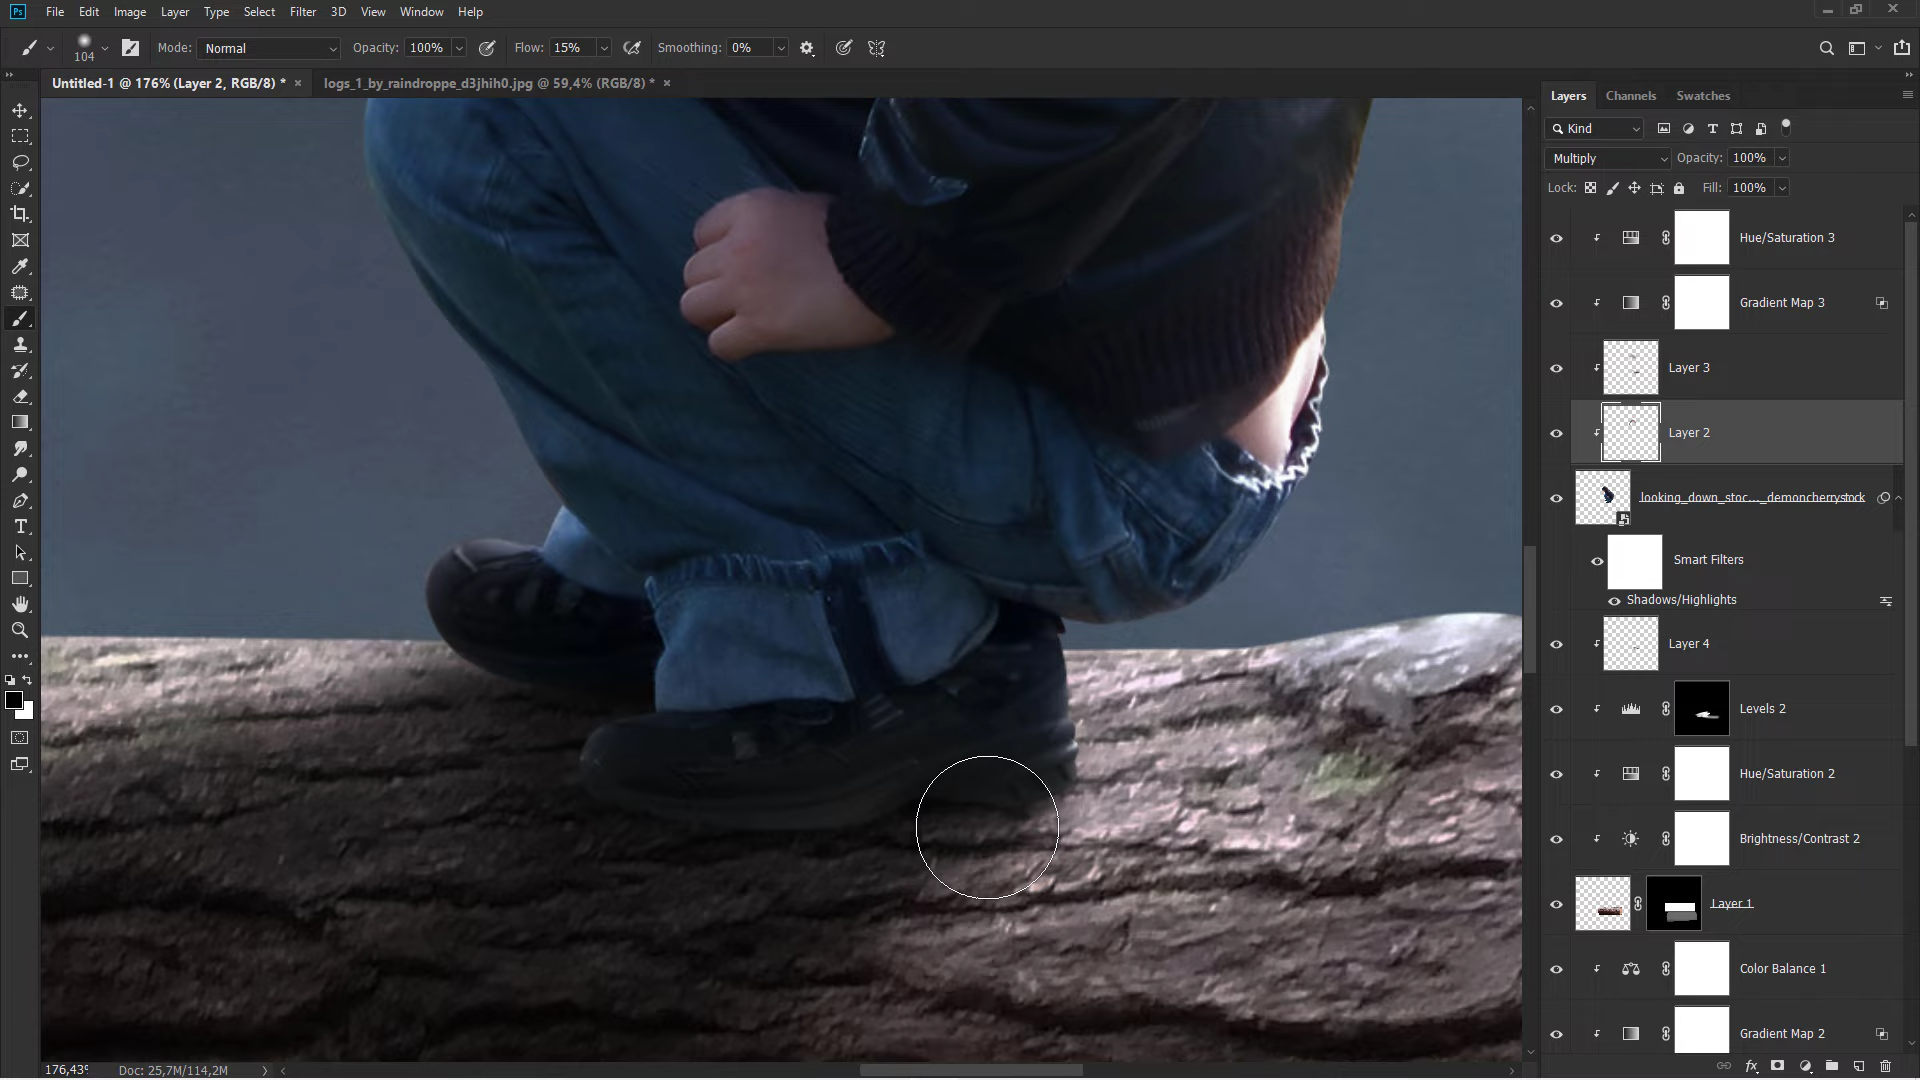 Ps File Edit Image Layer Type Select Filter 3D View Window Help
104 Mode: Normal Opacity: 100% Flow: 15% Smoothing: 0%
Untitled-1 @ 176% (Layer 2, RGB/8) * × logs_1_by_raindroppe_d3jhih0.jpg @ 59,4% (RGB/8) * ×
Layers Channels Swatches
Kind
Multiply Opacity: 100%
Lock: Fill: 100%
Hue/Saturation 3
Gradient Map 3
Layer 3
Layer 2
looking_down_stoc..._demoncherrystock
Smart Filters
Shadows/Highlights
Layer 4
Levels 2
Hue/Saturation 2
Brightness/Contrast 2
Layer 1
Color Balance 1
Gradient Map 2
176,43% Doc: 25,7M/114,2M
fx